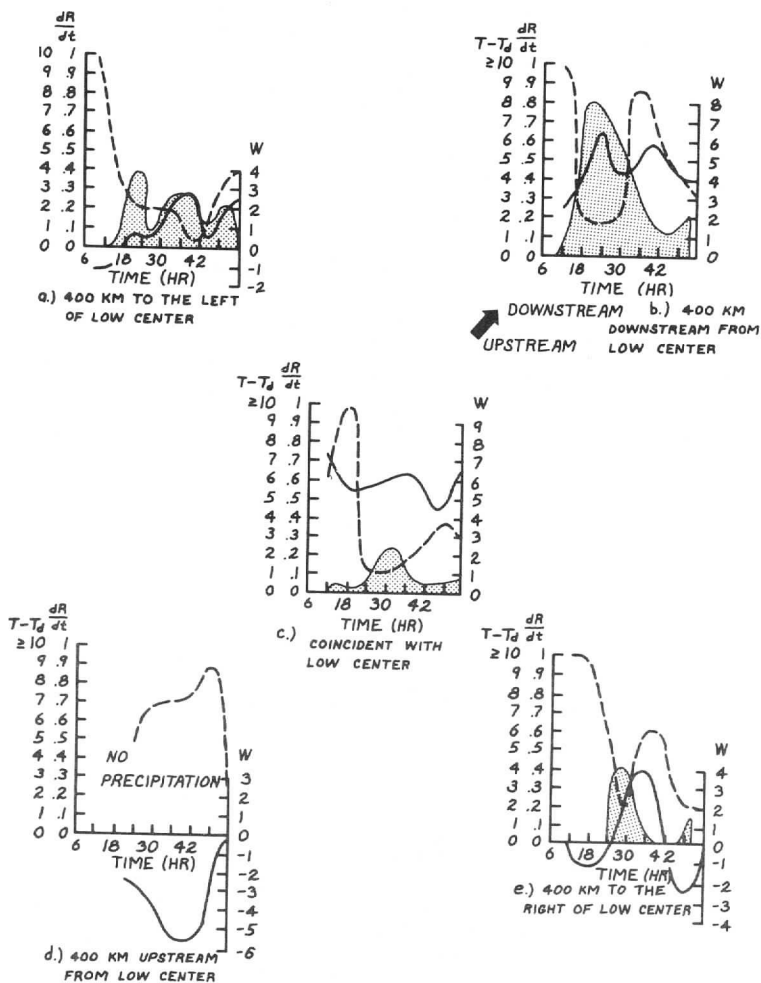 dR
dt
10 1
9 .9
8 .8
7 .7
6 .6
5 .5
4 .4
3 .3
2 .2
1 .1
0 0
W
4
3
2
1
0
-1
-2
6 18 30 42
TIME (HR)
a.) 400 KM TO THE LEFT
OF LOW CENTER
T-Td dR
dt
≥10 1
9 .9
8 .8
7 .7
6 .6
5 .5
4 .4
3 .3
2 .2
1 .1
0 0
W
8
7
6
5
4
3
2
1
0
6 18 30 42
TIME (HR)
DOWNSTREAM
UPSTREAM
b.) 400 KM
DOWNSTREAM FROM
LOW CENTER
T-Td dR
dt
≥10 1
9 .9
8 .8
7 .7
6 .6
5 .5
4 .4
3 .3
2 .2
1 .1
0 0
W
9
8
7
6
5
4
3
2
1
0
6 18 30 42
TIME (HR)
c.) COINCIDENT WITH
LOW CENTER
T-Td dR
dt
≥10 1
9 .9
8 .8
7 .7
6 .6
5 .5
4 .4
3 .3
2 .2
1 .1
0 0
NO
PRECIPITATION
W
3
2
1
0
-1
-2
-3
-4
-5
-6
6 18 30 42
TIME (HR)
d.) 400 KM UPSTREAM
FROM LOW CENTER
T-Td dR
dt
≥10 1
9 .9
8 .8
7 .7
6 .6
5 .5
4 .4
3 .3
2 .2
1 .1
0 0
W
4
3
2
1
0
-1
-2
-3
-4
6 18 30 42
TIME (HR)
e.) 400 KM TO THE
RIGHT OF LOW CENTER